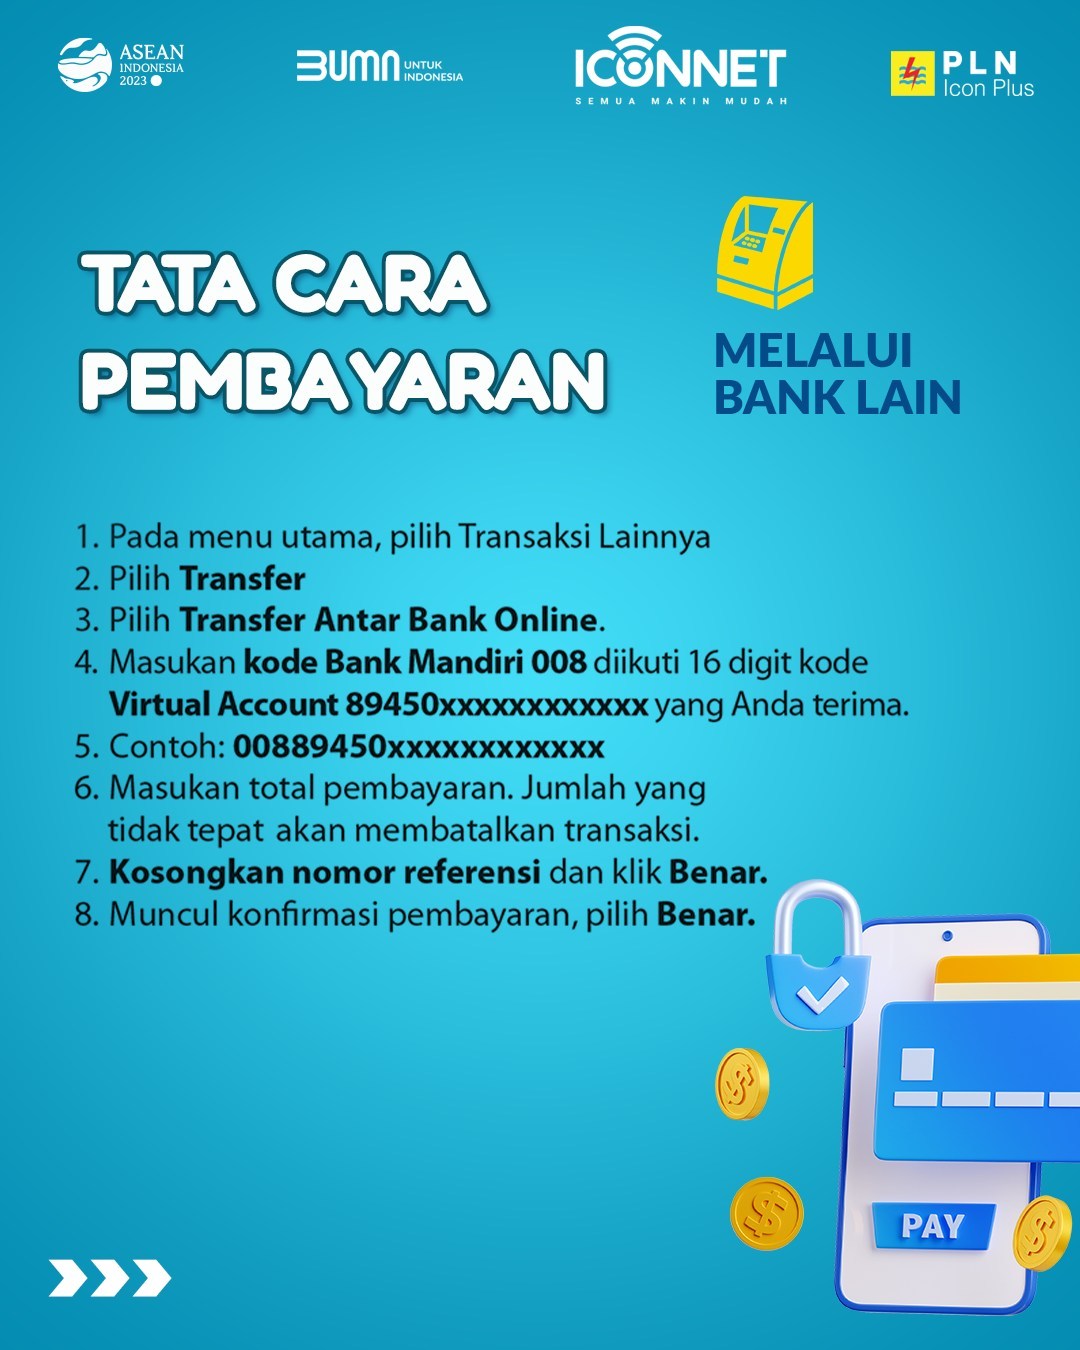 ASEAN
INDONESIA
2023
BUMN UNTUK
INDONESIA
ICONNET
SEMUA MAKIN MUDAH
PLN
Icon Plus
TATA CARA
PEMBAYARAN
MELALUI
BANK LAIN
1. Pada menu utama, pilih Transaksi Lainnya
2. Pilih Transfer
3. Pilih Transfer Antar Bank Online.
4. Masukan kode Bank Mandiri 008 diikuti 16 digit kode
Virtual Account 89450xxxxxxxxxxxx yang Anda terima.
5. Contoh: 00889450xxxxxxxxxxxx
6. Masukan total pembayaran. Jumlah yang
tidak tepat akan membatalkan transaksi.
7. Kosongkan nomor referensi dan klik Benar.
8. Muncul konfirmasi pembayaran, pilih Benar.
PAY